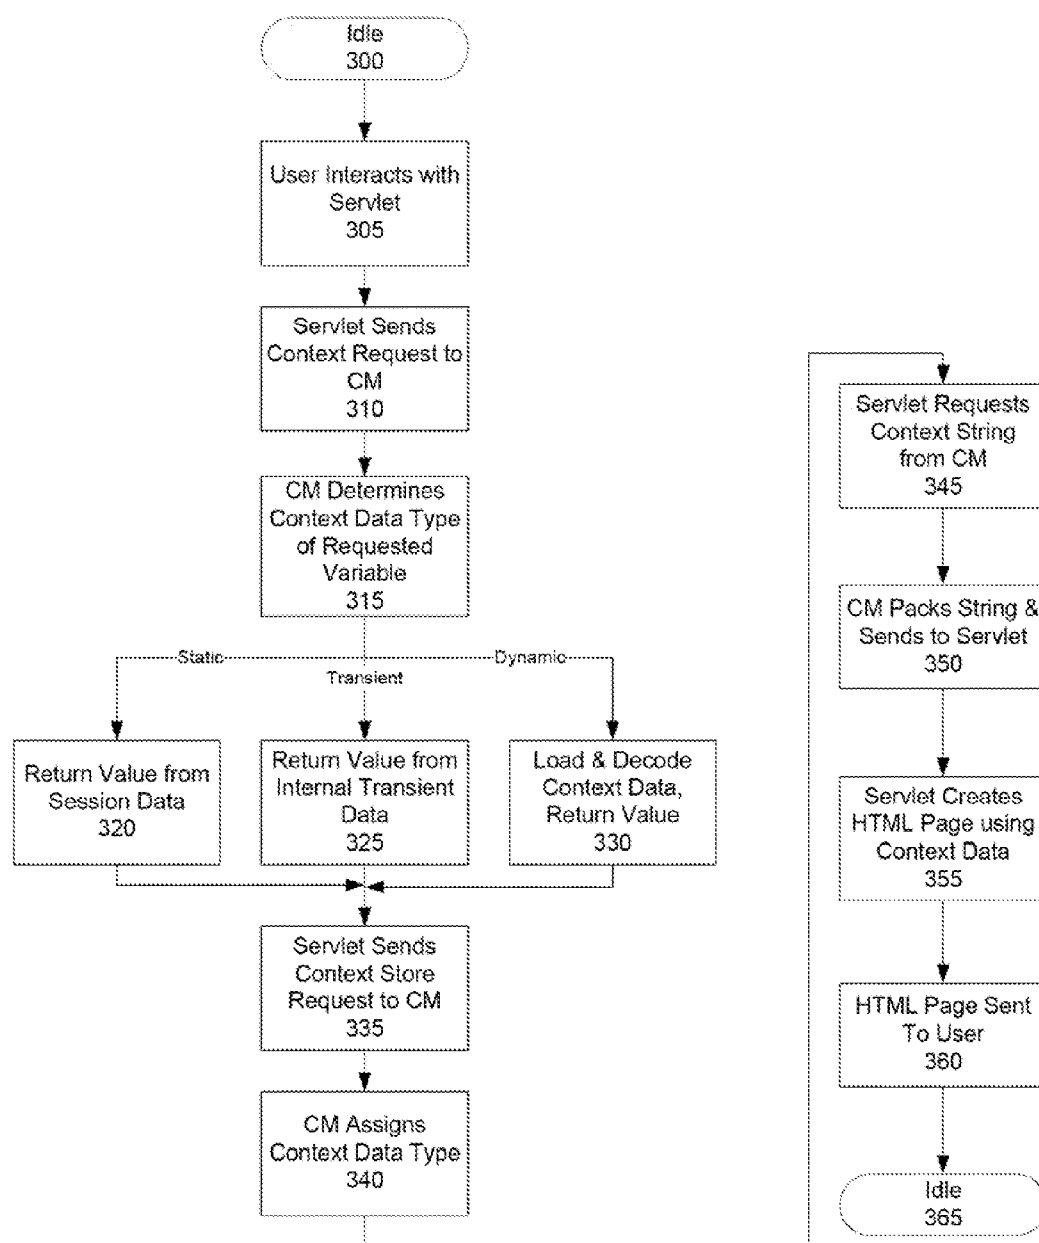 Idle
300
User Interacts with
Servlet
305
Servlet Sends
Context Request to
CM
310
CM Determines
Context Data Type
of Requested
Variable
315
Static
Transient
Dynamic
Return Value from
Session Data
320
Return Value from
Internal Transient
Data
325
Load & Decode
Context Data,
Return Value
330
Servlet Sends
Context Store
Request to CM
335
CM Assigns
Context Data Type
340
Servlet Requests
Context String
from CM
345
CM Packs String &
Sends to Servlet
350
Servlet Creates
HTML Page using
Context Data
355
HTML Page Sent
To User
360
Idle
365